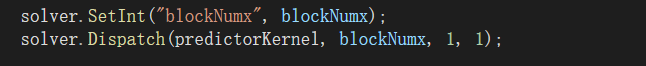 solver.SetInt("blockNumx", blockNumx);
solver.Dispatch(predictorKernel, blockNumx, 1, 1);